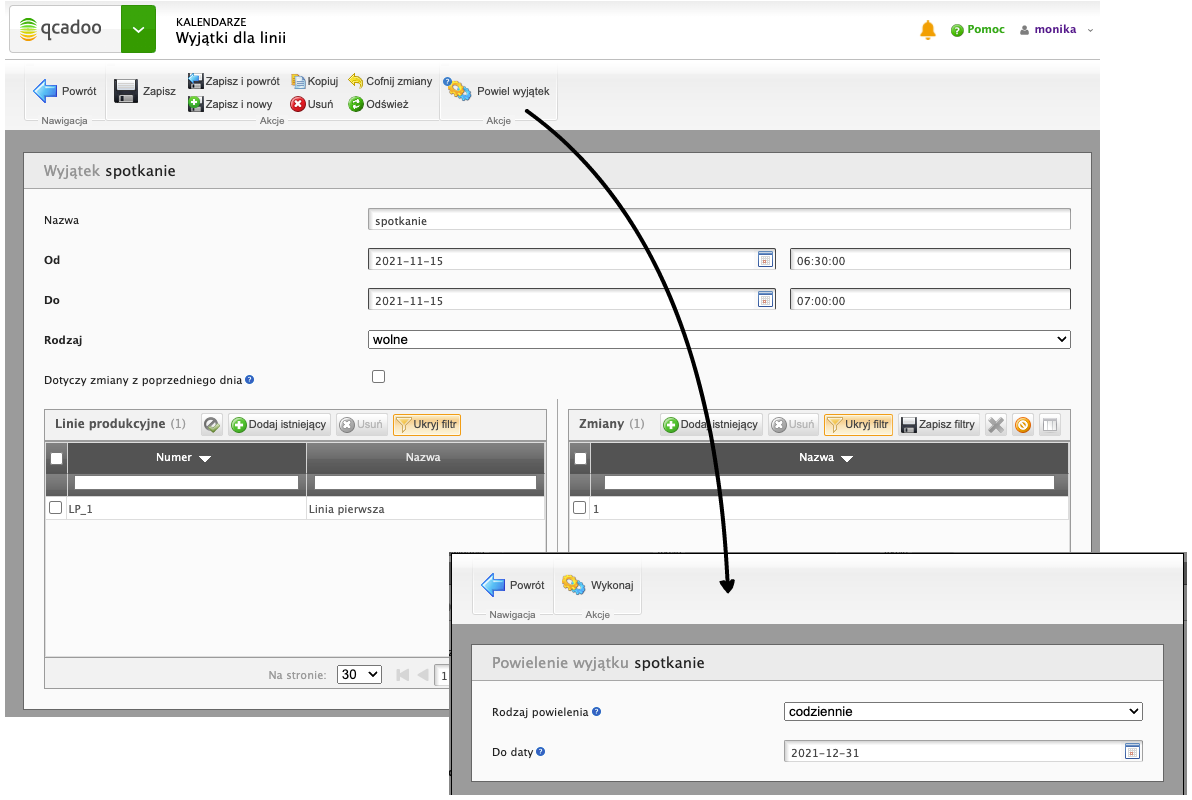 qcadoo
KALENDARZE
Wyjątki dla linii
Pomoc monika
Powrót
Nawigacja
Zapisz
Zapisz i powrót Kopiuj Cofnij zmiany
Zapisz i nowy Usuń Odśwież
Akcje
Powiel wyjątek
Akcje
Wyjątek spotkanie
Nazwa spotkanie
Od 2021-11-15 06:30:00
Do 2021-11-15 07:00:00
Rodzaj wolne
Dotyczy zmiany z poprzedniego dnia
Linie produkcyjne (1) Dodaj istniejący Usuń Ukryj filtr
Numer Nazwa
LP_1 Linia pierwsza
Na stronie: 30 1
Zmiany (1) Dodaj istniejący Usuń Ukryj filtr Zapisz filtry
Nazwa
1
Powrót
Nawigacja
Wykonaj
Akcje
Powielenie wyjątku spotkanie
Rodzaj powielenia codziennie
Do daty 2021-12-31